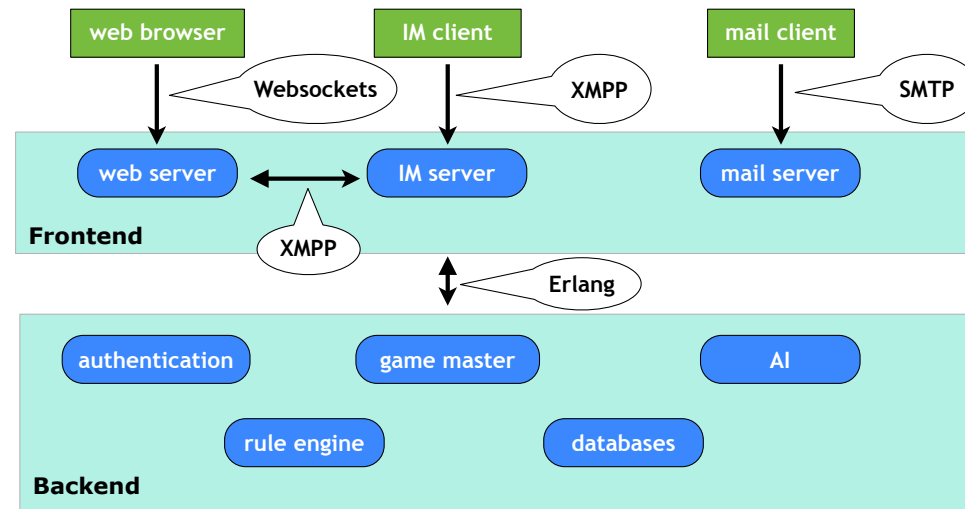 web browser
IM client
mail client
Websockets
XMPP
SMTP
web server
IM server
mail server
Frontend
XMPP
Erlang
authentication
game master
AI
rule engine
databases
Backend